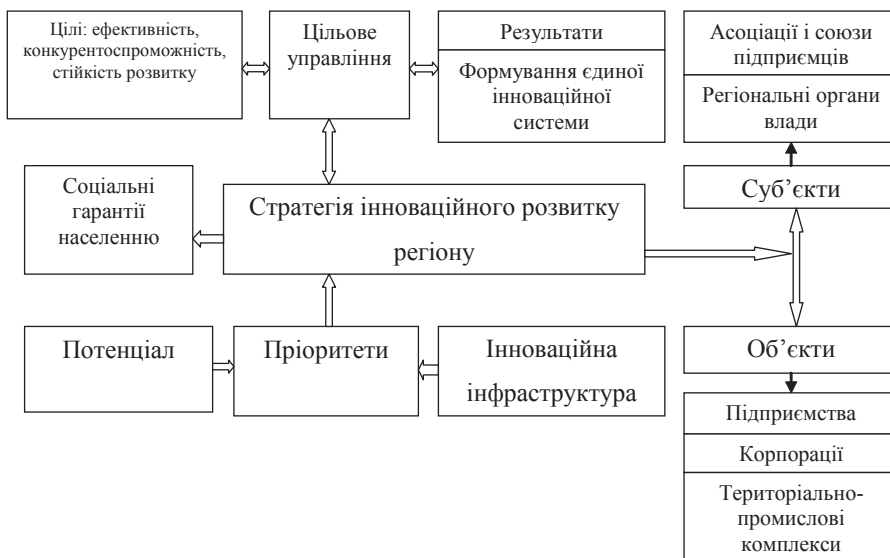 Цілі: ефективність,
конкурентоспроможність,
стійкість розвитку
Цільове
управління
Результати
Формування єдиної
інноваційної
системи
Асоціації і союзи
підприємців
Регіональні органи
влади
Соціальні
гарантії
населенню
Стратегія інноваційного розвитку
регіону
Суб’єкти
Потенціал
Пріоритети
Інноваційна
інфраструктура
Об’єкти
Підприємства
Корпорації
Територіально-
промислові
комплекси